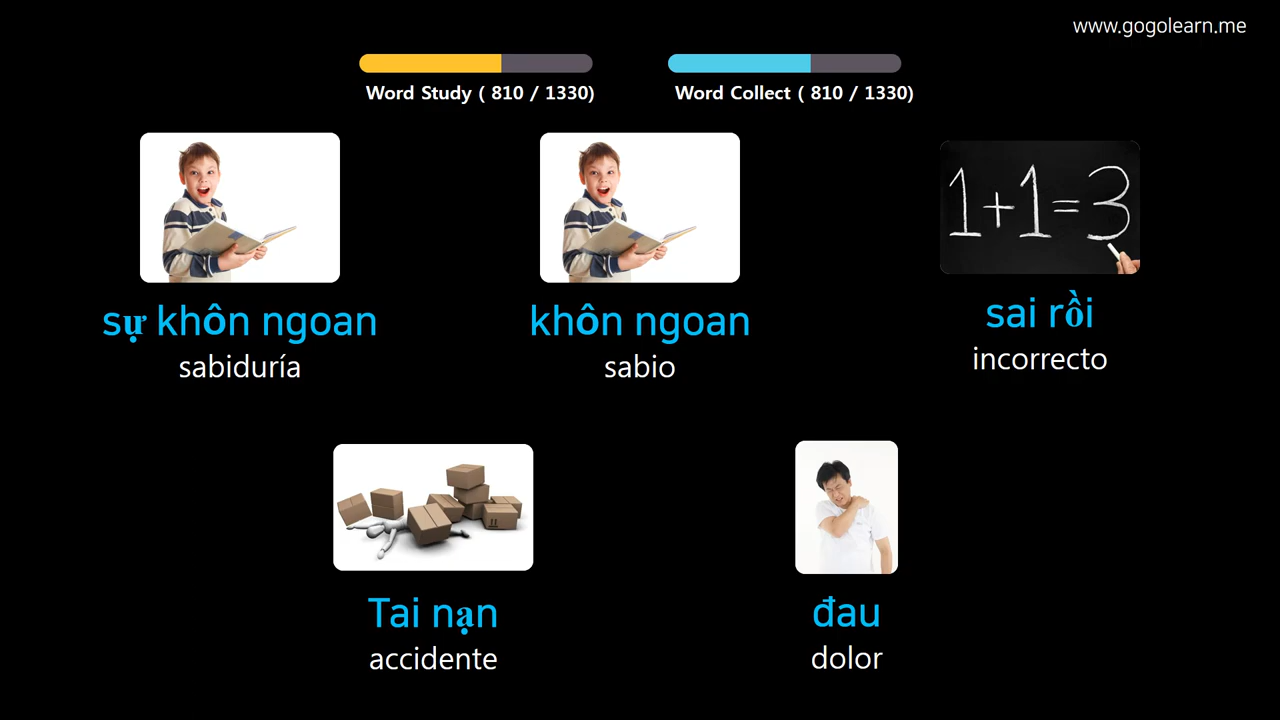 www.gogolearn.me
Word Study ( 810 / 1330)
Word Collect ( 810 / 1330)
1+1=3
sự khôn ngoan
sabiduría
khôn ngoan
sabio
sai rồi
incorrecto
Tai nạn
accidente
đau
dolor